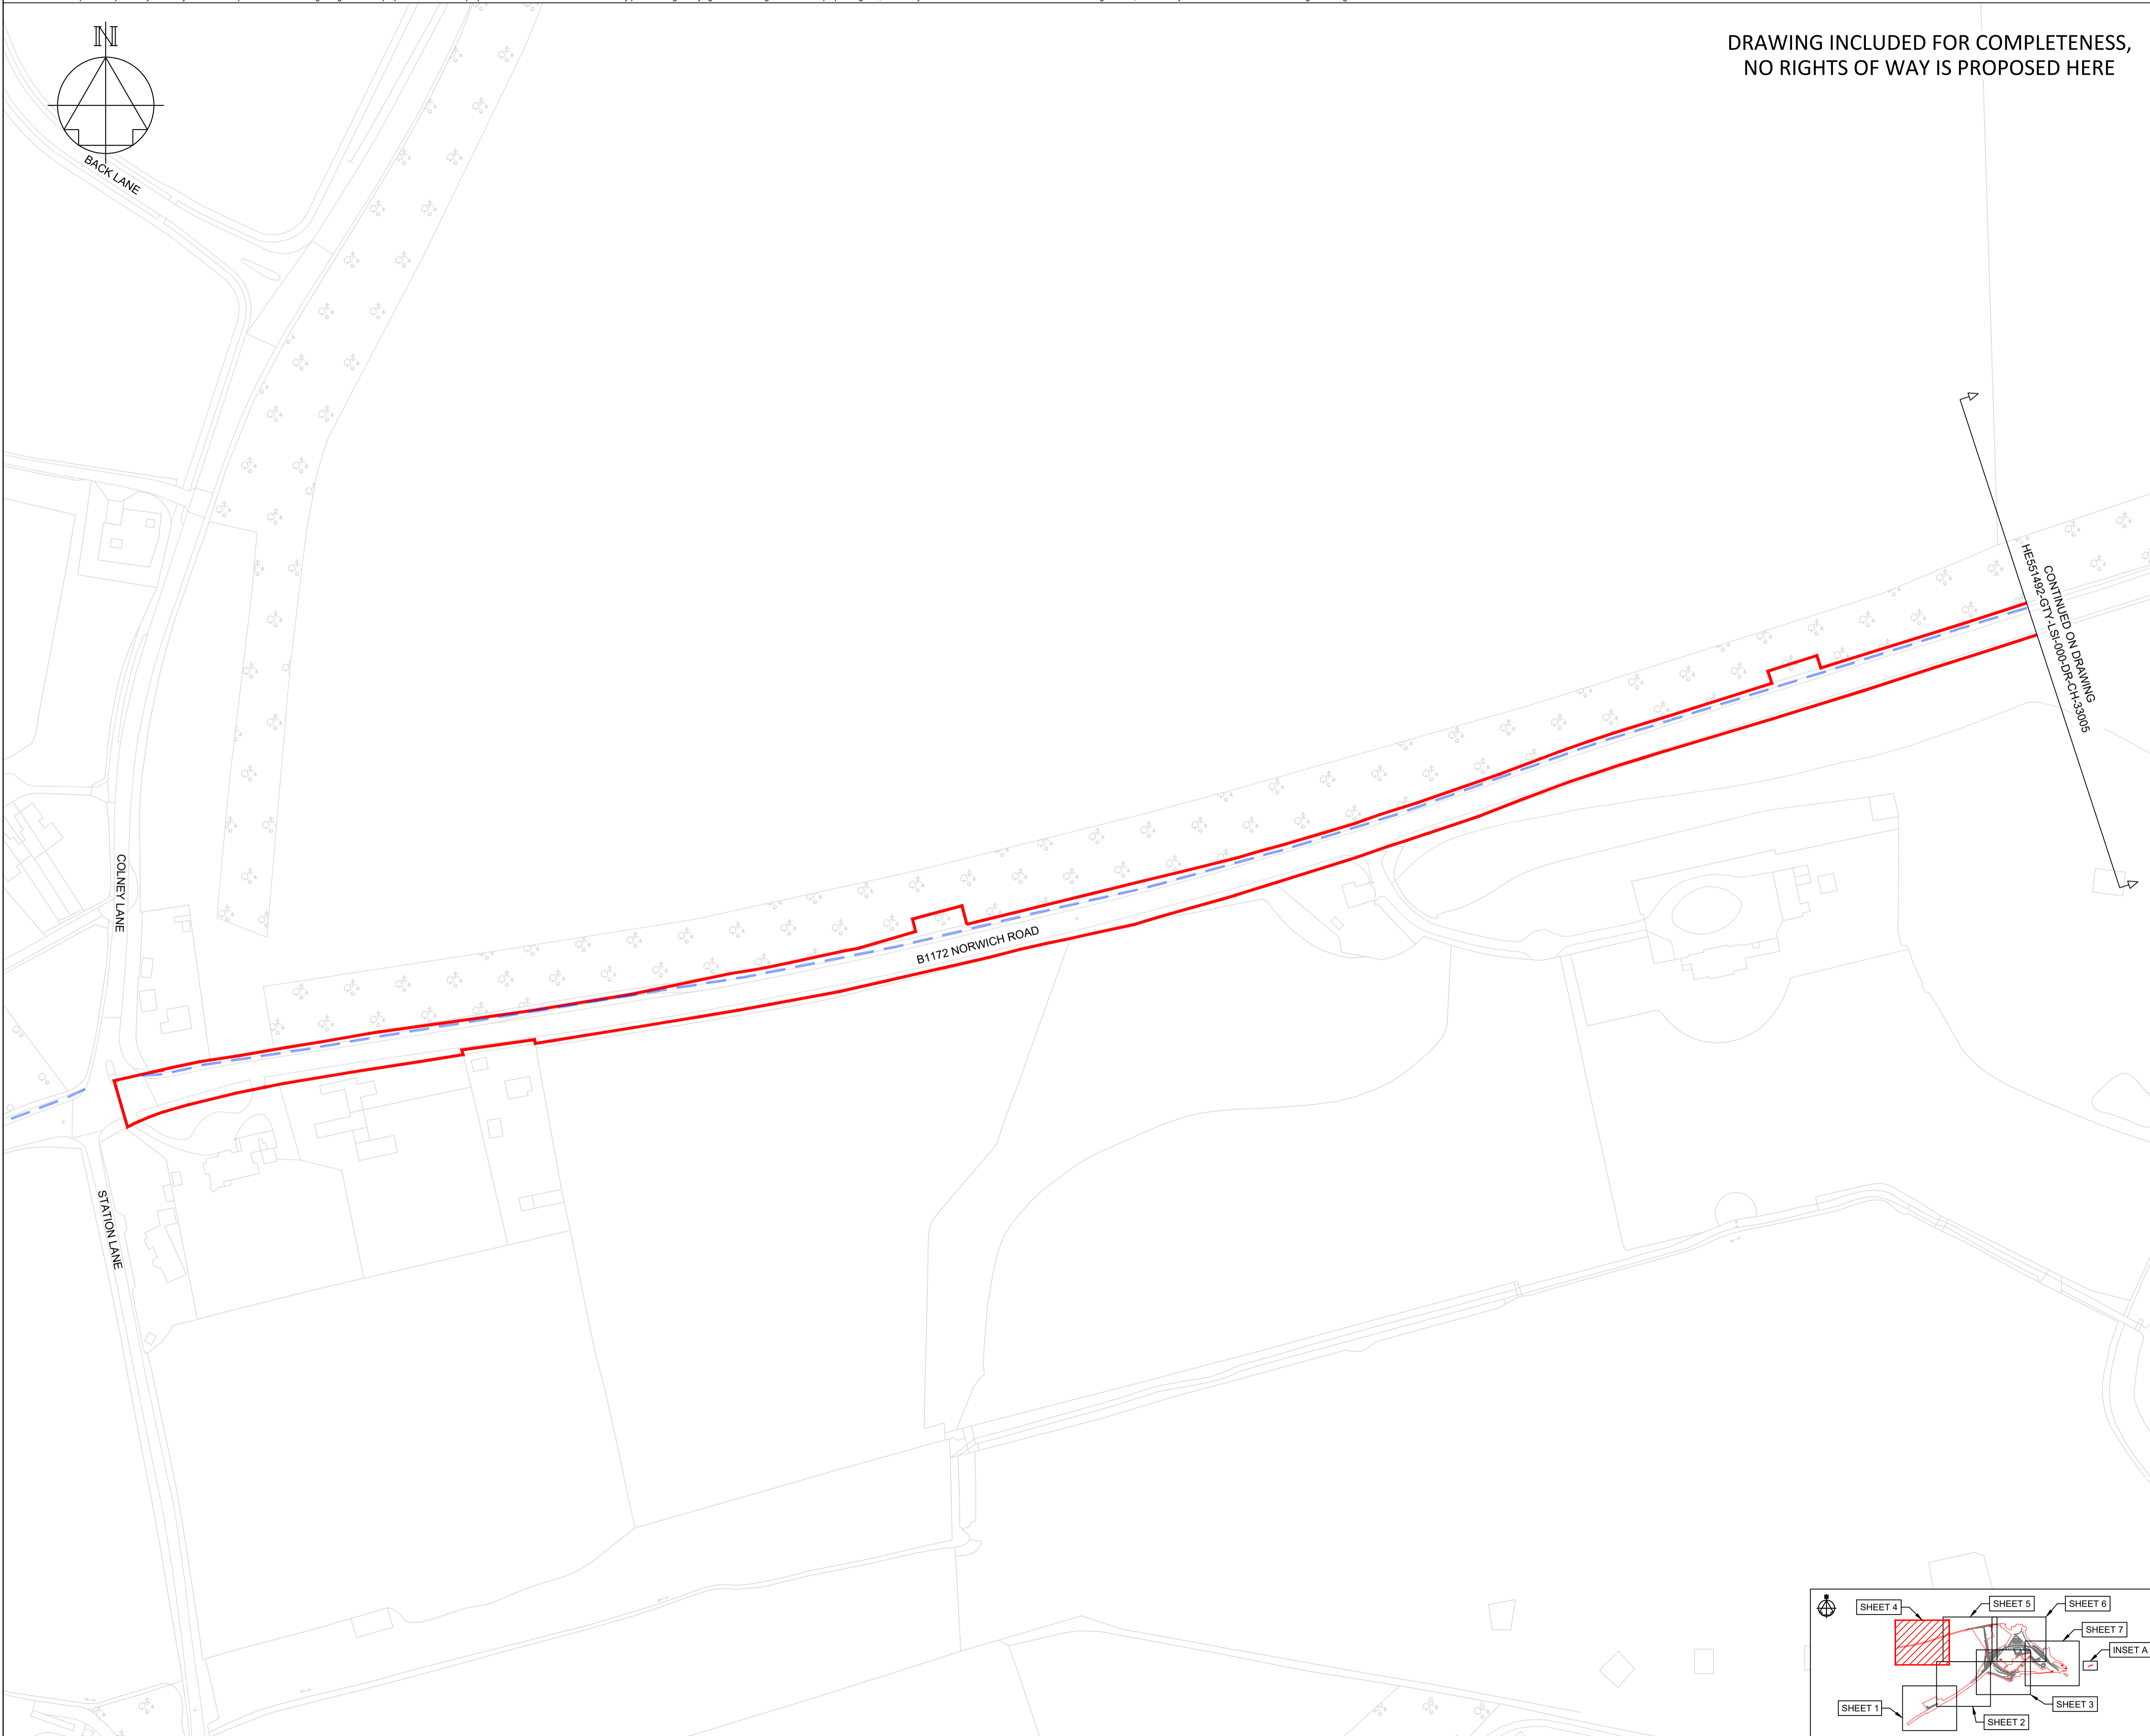 DRAWING INCLUDED FOR COMPLETENESS,
NO RIGHTS OF WAY IS PROPOSED HERE
N
BACK LANE
CONTINUED ON DRAWING
HE551492-GTY-LSI-000-DR-CH-33005
COLNEY LANE
B1172 NORWICH ROAD
STATION LANE
SHEET 4
SHEET 5
SHEET 6
SHEET 7
INSET A
SHEET 1
SHEET 3
SHEET 2